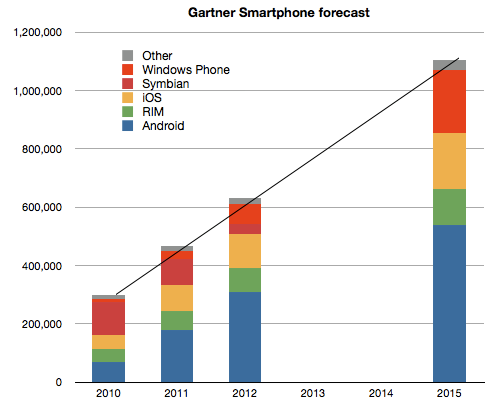 Gartner Smartphone forecast
1,200,000
1,000,000
800,000
600,000
400,000
200,000
0
Other
Windows Phone
Symbian
iOS
RIM
Android
2010 2011 2012 2013 2014 2015